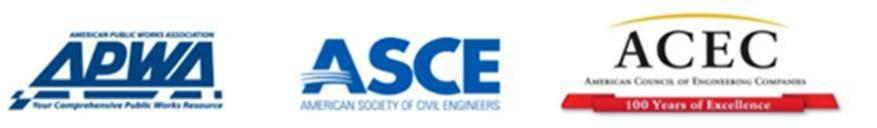 AMERICAN PUBLIC WORKS ASSOCIATION
APWA
Your Comprehensive Public Works Resource
ASCE
AMERICAN SOCIETY OF CIVIL ENGINEERS
ACEC
AMERICAN COUNCIL OF ENGINEERING COMPANIES
100 Years of Excellence